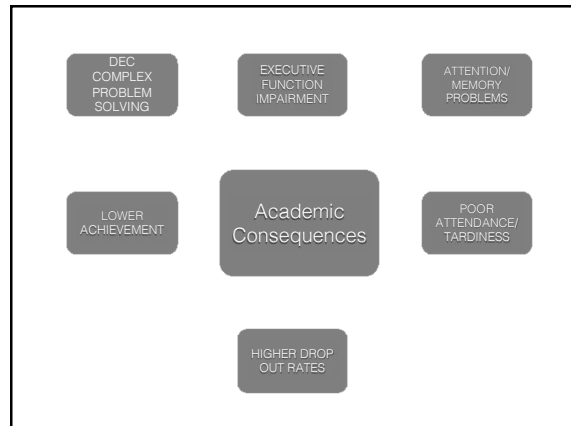 DEC
COMPLEX
PROBLEM
SOLVING
EXECUTIVE
FUNCTION
IMPAIRMENT
ATTENTION/
MEMORY
PROBLEMS
LOWER
ACHIEVEMENT
Academic
Consequences
POOR
ATTENDANCE/
TARDINESS
HIGHER DROP
OUT RATES